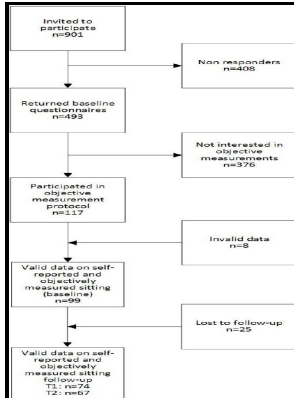 Invited to
participate
n=901
Non responders
n=408
Returned baseline
questionnaires
n=493
Not interested in
objective
measurements
n=376
Participated in
objective
measurement
protocol
n=117
Invalid data
n=8
Valid data on self-
reported and
objectively
measured sitting
(baseline)
n=99
Lost to follow-up
n=25
Valid data on self-
reported and
objectively
measured sitting
follow-up
T1: n=74
T2: n=67